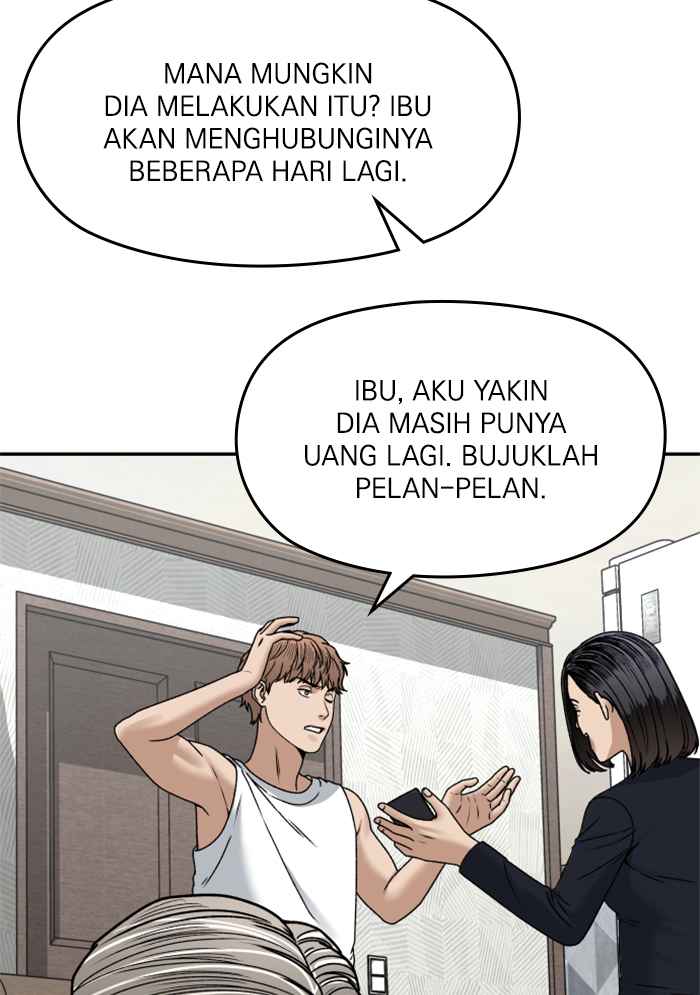 MANA MUNGKIN
DIA MELAKUKAN ITU? IBU
AKAN MENGHUBUNGINYA
BEBERAPA HARI LAGI.
IBU, AKU YAKIN
DIA MASIH PUNYA
UANG LAGI. BUJUKLAH
PELAN-PELAN.